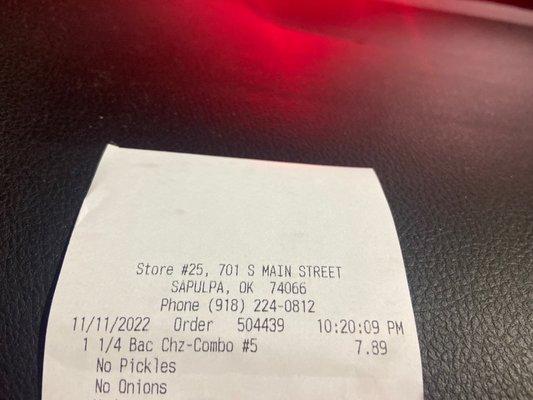 Store #25, 701 S MAIN STREET
SAPULPA, OK 74066
Phone (918) 224-0812
11/11/2022 Order 504439 10:20:09 PM
1 1/4 Bac Chz-Combo #5 7.89
No Pickles
No Onions